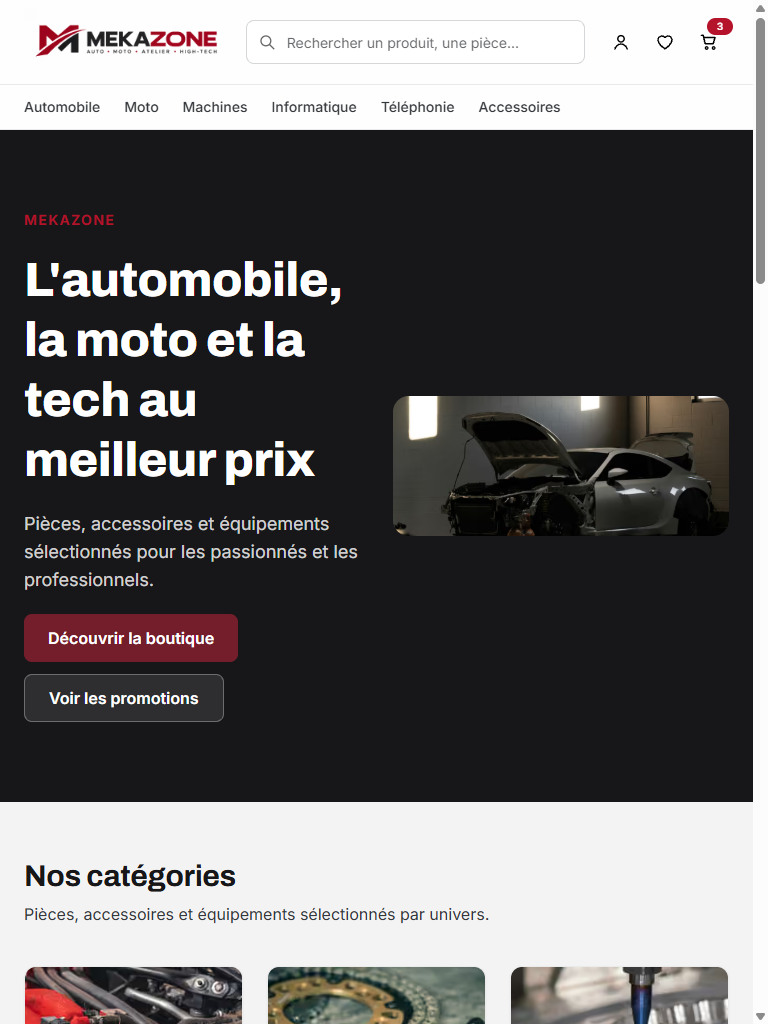 MEKAZONE
AUTO • MOTO • ATELIER • HIGH-TECH
Rechercher un produit, une pièce...
3
Automobile Moto Machines Informatique Téléphonie Accessoires
MEKAZONE
L'automobile,
la moto et la
tech au
meilleur prix
Pièces, accessoires et équipements
sélectionnés pour les passionnés et les
professionnels.
Découvrir la boutique
Voir les promotions
Nos catégories
Pièces, accessoires et équipements sélectionnés par univers.